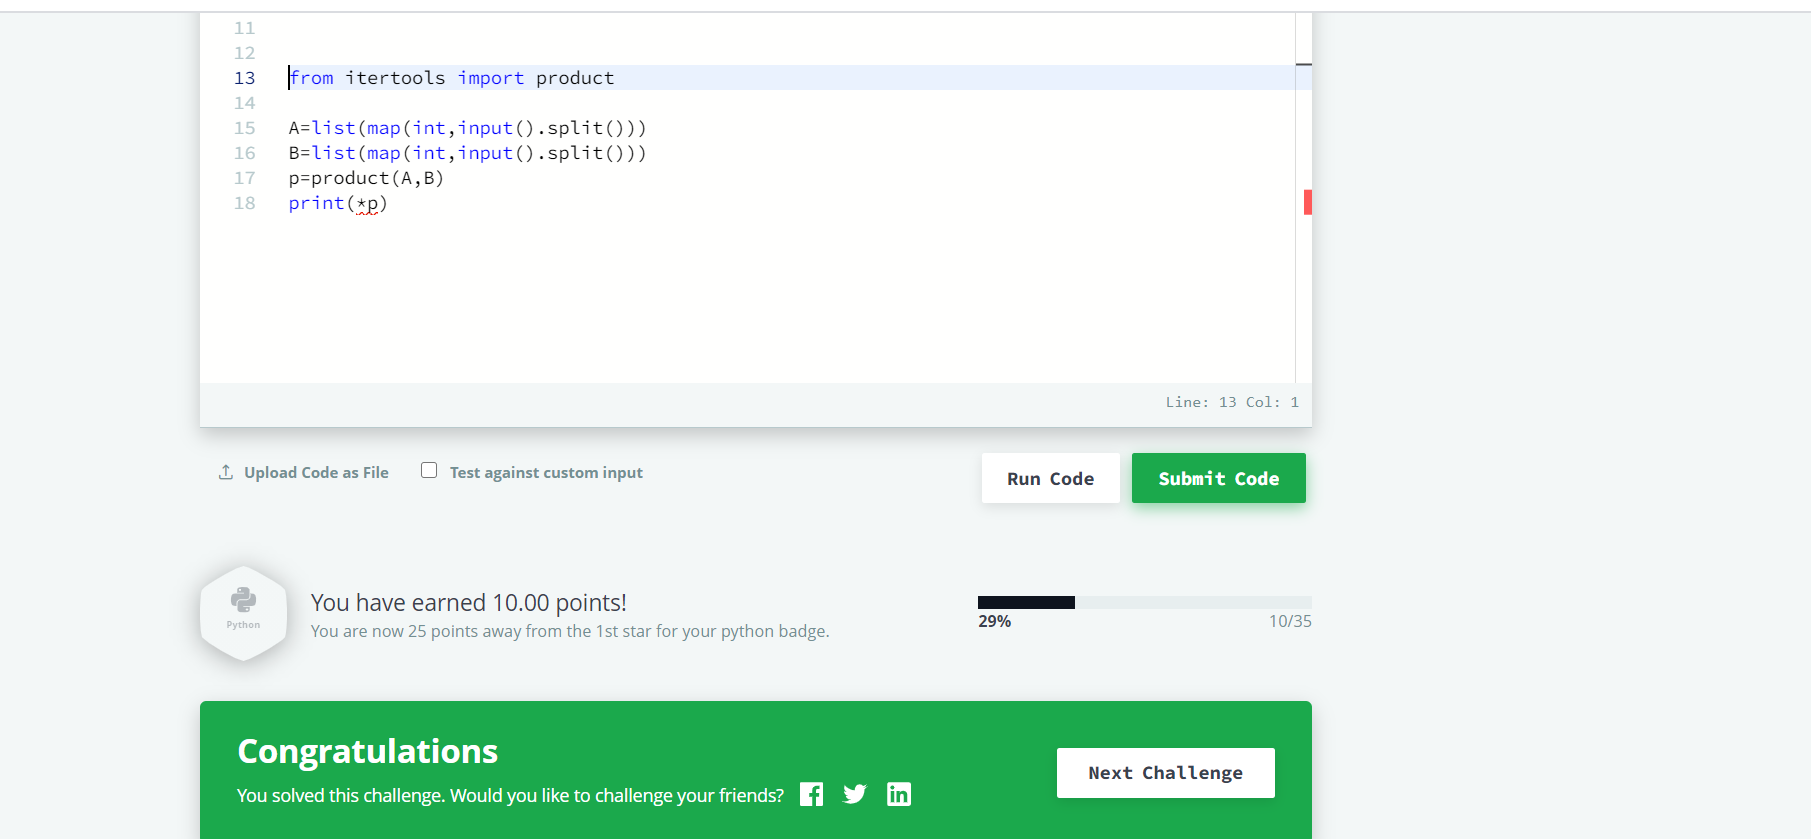 11
12
13 from itertools import product
14
15 A=list(map(int,input().split()))
16 B=list(map(int,input().split()))
17 p=product(A,B)
18 print(*p)
Line: 13 Col: 1
Upload Code as File
Test against custom input
Run Code
Submit Code
Python
You have earned 10.00 points!
You are now 25 points away from the 1st star for your python badge.
29%
10/35
Congratulations
You solved this challenge. Would you like to challenge your friends?
Next Challenge